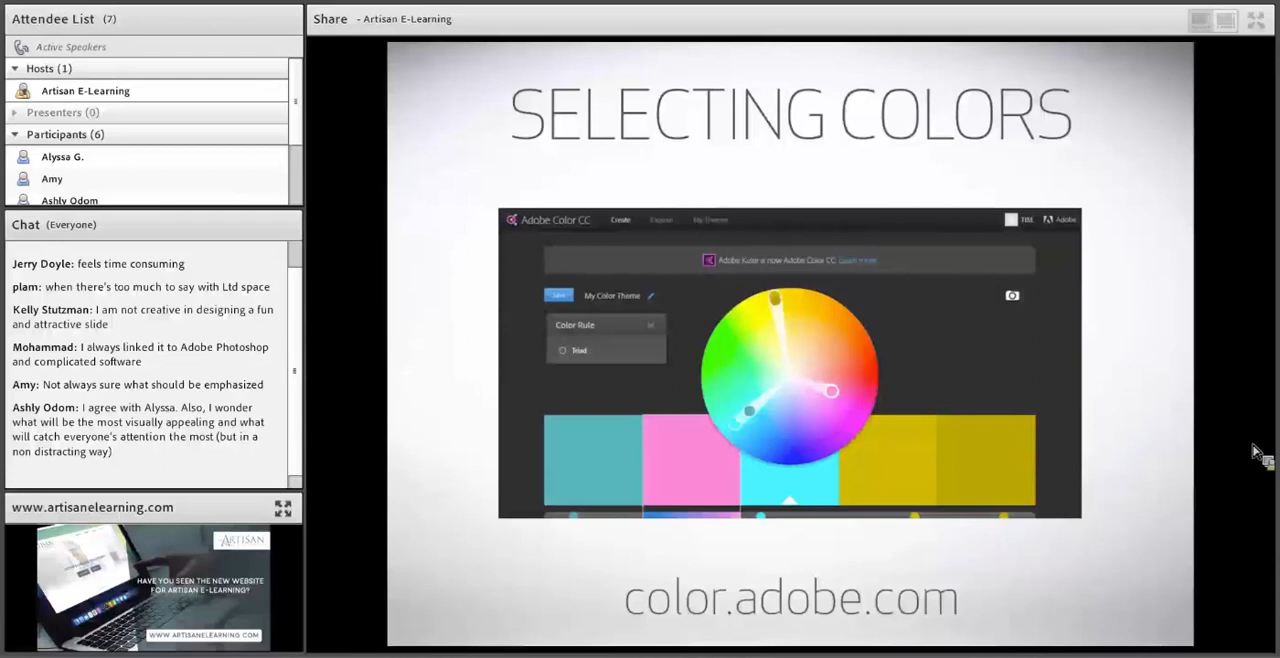 Attendee List (7)
Active Speakers
Hosts (1)
Artisan E-Learning
Presenters (0)
Participants (6)
Alyssa G.
Amy
Ashly Odom
Chat (Everyone)
Jerry Doyle: feels time consuming
plam: when there's too much to say with Ltd space
Kelly Stutzman: I am not creative in designing a fun
and attractive slide
Mohammad: I always linked it to Adobe Photoshop
and complicated software
Amy: Not always sure what should be emphasized
Ashly Odom: I agree with Alyssa. Also, I wonder
what will be the most visually appealing and what
will catch everyone's attention the most (but in a
non distracting way)
www.artisanelearning.com
ARTISAN
HAVE YOU SEEN THE NEW WEBSITE
FOR ARTISAN E-LEARNING?
WWW.ARTISANELEARNING.COM
Share - Artisan E-Learning
SELECTING COLORS
Adobe Color CC Create Explore My Themes Adobe
Adobe Kuler is now Adobe Color CC. Learn more
Save My Color Theme
Color Rule
Triad
color.adobe.com